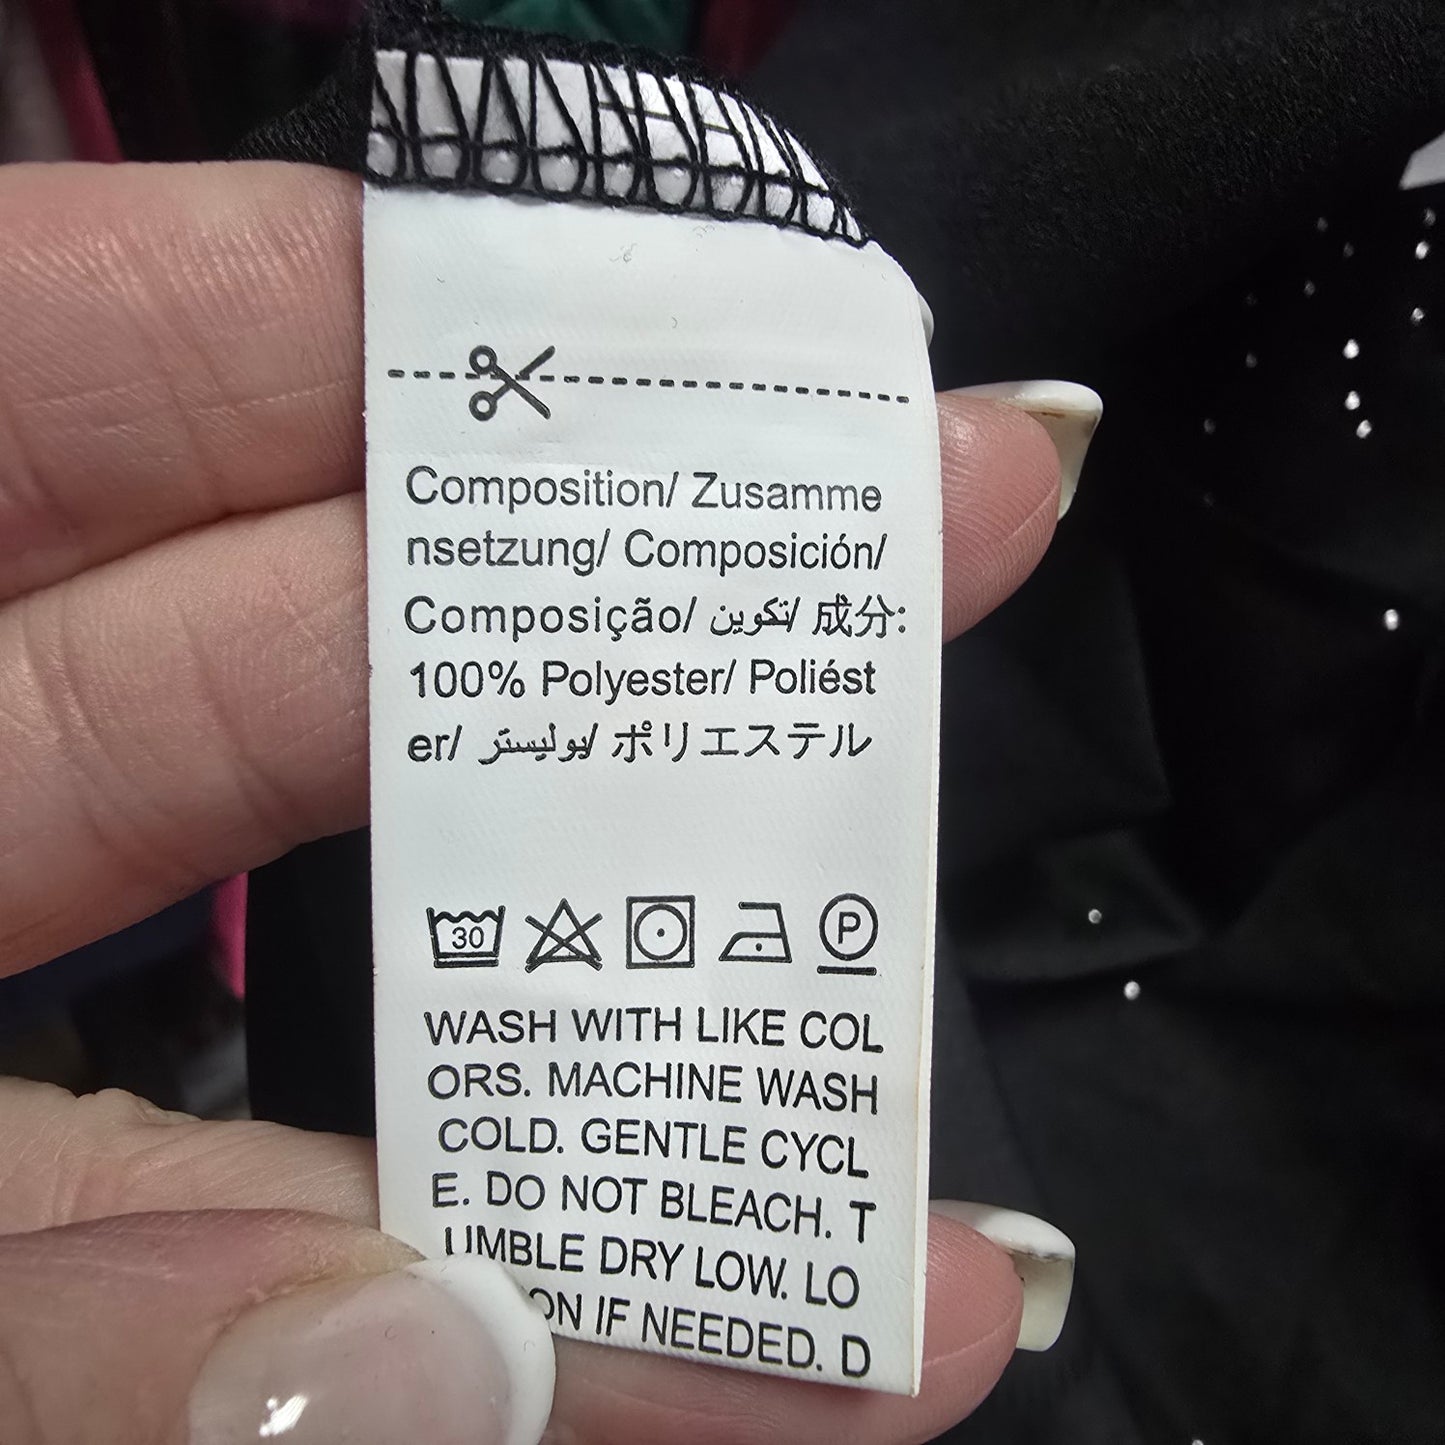 Composition/ Zusamme
nsetzung/ Composición/
Composição/ تكوين/ 成分:
100% Polyester/ Poliést
er/ بوليستر/ ポリエステル
30 P
WASH WITH LIKE COL
ORS. MACHINE WASH
COLD. GENTLE CYCL
E. DO NOT BLEACH. T
UMBLE DRY LOW. LO
ON IF NEEDED. D